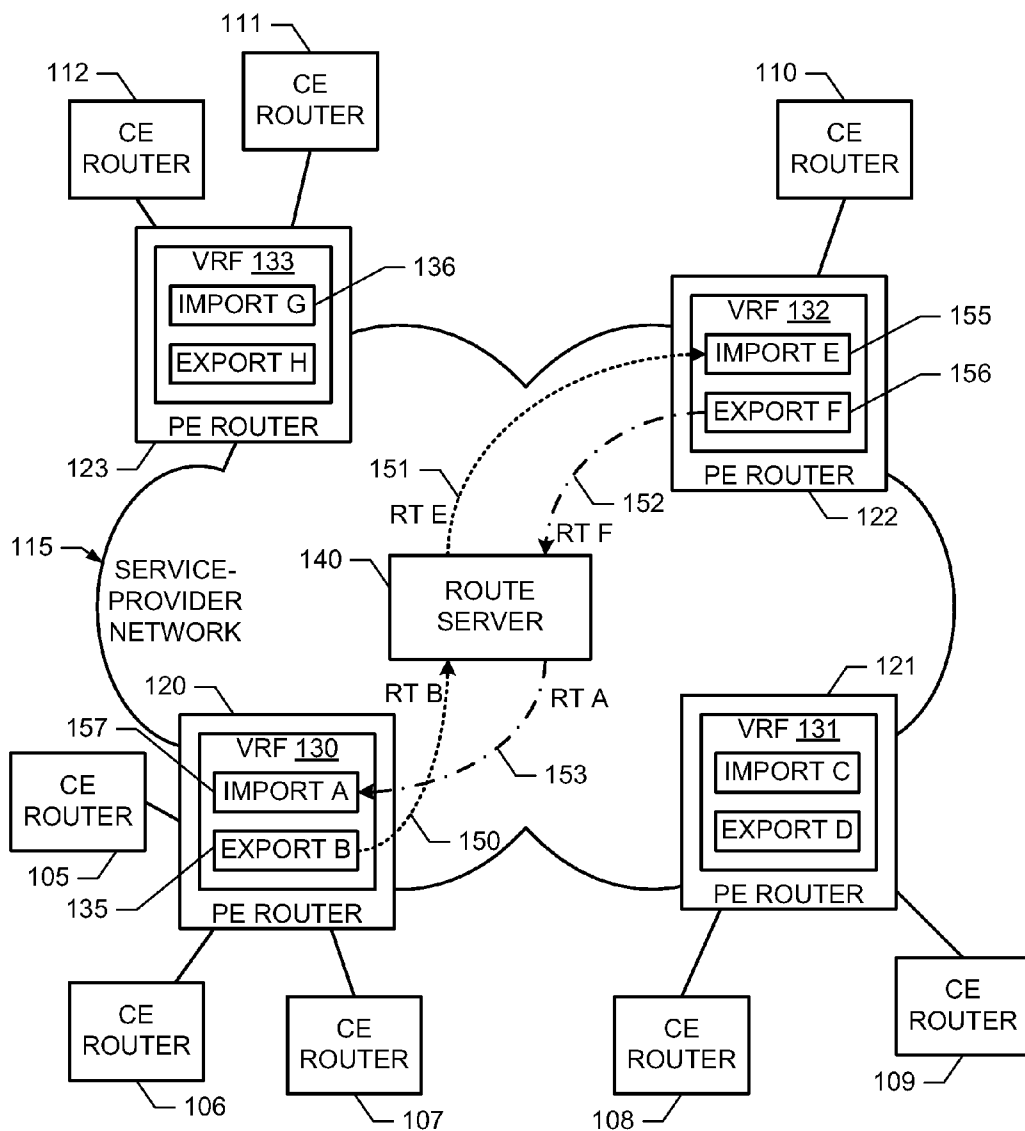 111
112
CE
ROUTER
CE
ROUTER
110
CE
ROUTER
VRF 133
IMPORT G
EXPORT H
PE ROUTER
136
123
VRF 132
IMPORT E
EXPORT F
PE ROUTER
155
156
122
151
152
RT E
RT F
115
SERVICE-
PROVIDER
NETWORK
140
ROUTE
SERVER
RT B
RT A
120
VRF 130
IMPORT A
EXPORT B
PE ROUTER
157
135
150
153
121
VRF 131
IMPORT C
EXPORT D
PE ROUTER
CE
ROUTER
105
CE
ROUTER
106
CE
ROUTER
107
CE
ROUTER
108
CE
ROUTER
109